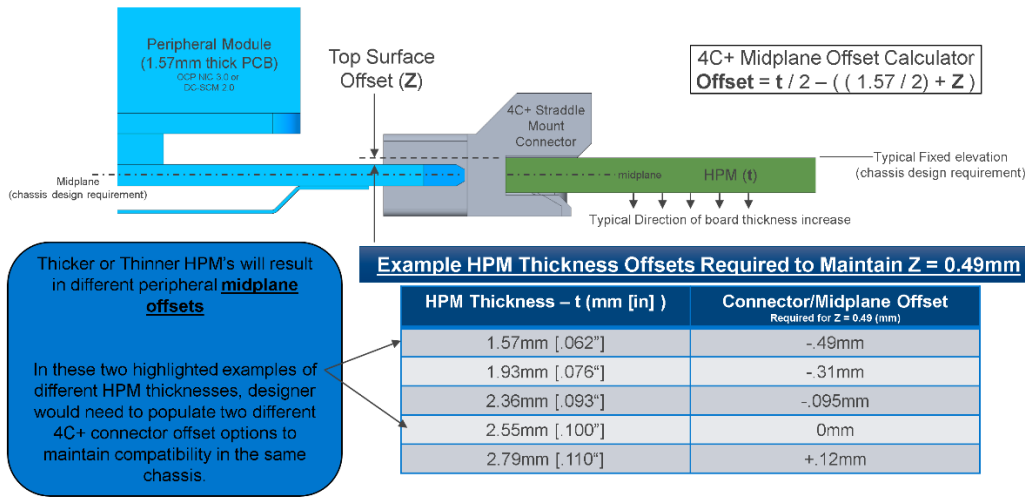 Peripheral Module
(1.57mm thick PCB)
OCP NIC 3.0 or
DC-SCM 2.0
Top Surface
Offset (Z)
4C+ Straddle
Mount
Connector
4C+ Midplane Offset Calculator
Offset = t / 2 – ( ( 1.57 / 2) + Z )
Midplane
(chassis design requirement)
midplane
HPM (t)
Typical Fixed elevation
(chassis design requirement)
Typical Direction of board thickness increase
Thicker or Thinner HPM's will result
in different peripheral midplane
offsets
In these two highlighted examples of
different HPM thicknesses, designer
would need to populate two different
4C+ connector offset options to
maintain compatibility in the same
chassis.
Example HPM Thickness Offsets Required to Maintain Z = 0.49mm
HPM Thickness – t (mm [in] )
Connector/Midplane Offset
Required for Z = 0.49 (mm)
1.57mm [.062“]
-.49mm
1.93mm [.076“]
-.31mm
2.36mm [.093“]
-.095mm
2.55mm [.100”]
0mm
2.79mm [.110“]
+.12mm